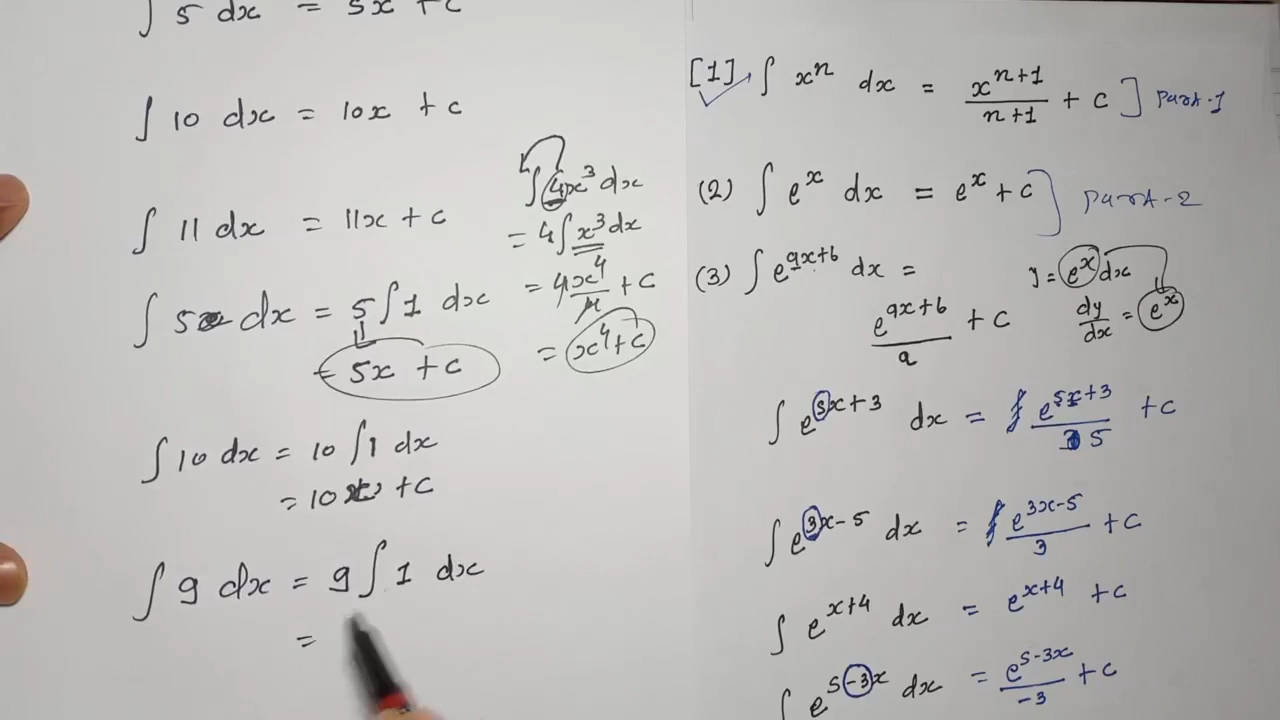 ∫ 5 dx = 5x + c
∫ 10 dx = 10x + c
∫ 11 dx = 11x + c
∫ 5 dx = 5 ∫ 1 dx
= 5x + c
∫ 10 dx = 10 ∫ 1 dx
= 10x + c
∫ 9 dx = 9 ∫ 1 dx
=
∫ 4x³ dx
= 4 ∫ x³ dx
= 4x⁴/4 + c
= x⁴ + c
[1] ∫ xⁿ dx = xⁿ⁺¹/n+1 + c ] Part-1
(2) ∫ eˣ dx = eˣ + c ] Part-2
(3) ∫ e^(ax+b) dx =
e^(ax+b)/a + c
y = eˣ dx
dy/dx = eˣ
∫ e^(5x+3) dx = e^(5x+3)/5 + c
∫ e^(3x-5) dx = e^(3x-5)/3 + c
∫ e^(x+4) dx = e^(x+4) + c
∫ e^(5-3x) dx = e^(5-3x)/-3 + c